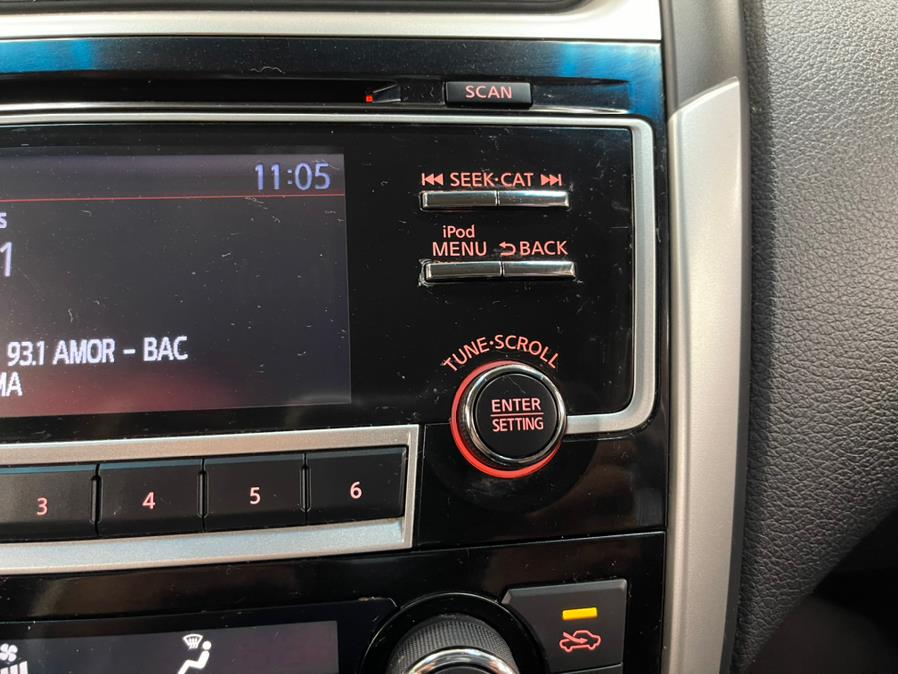 SCAN
11:05
SEEK·CAT
s
1
iPod
MENU
BACK
93.1 AMOR - BAC
MA
TUNE·SCROLL
ENTER
SETTING
3 4 5 6